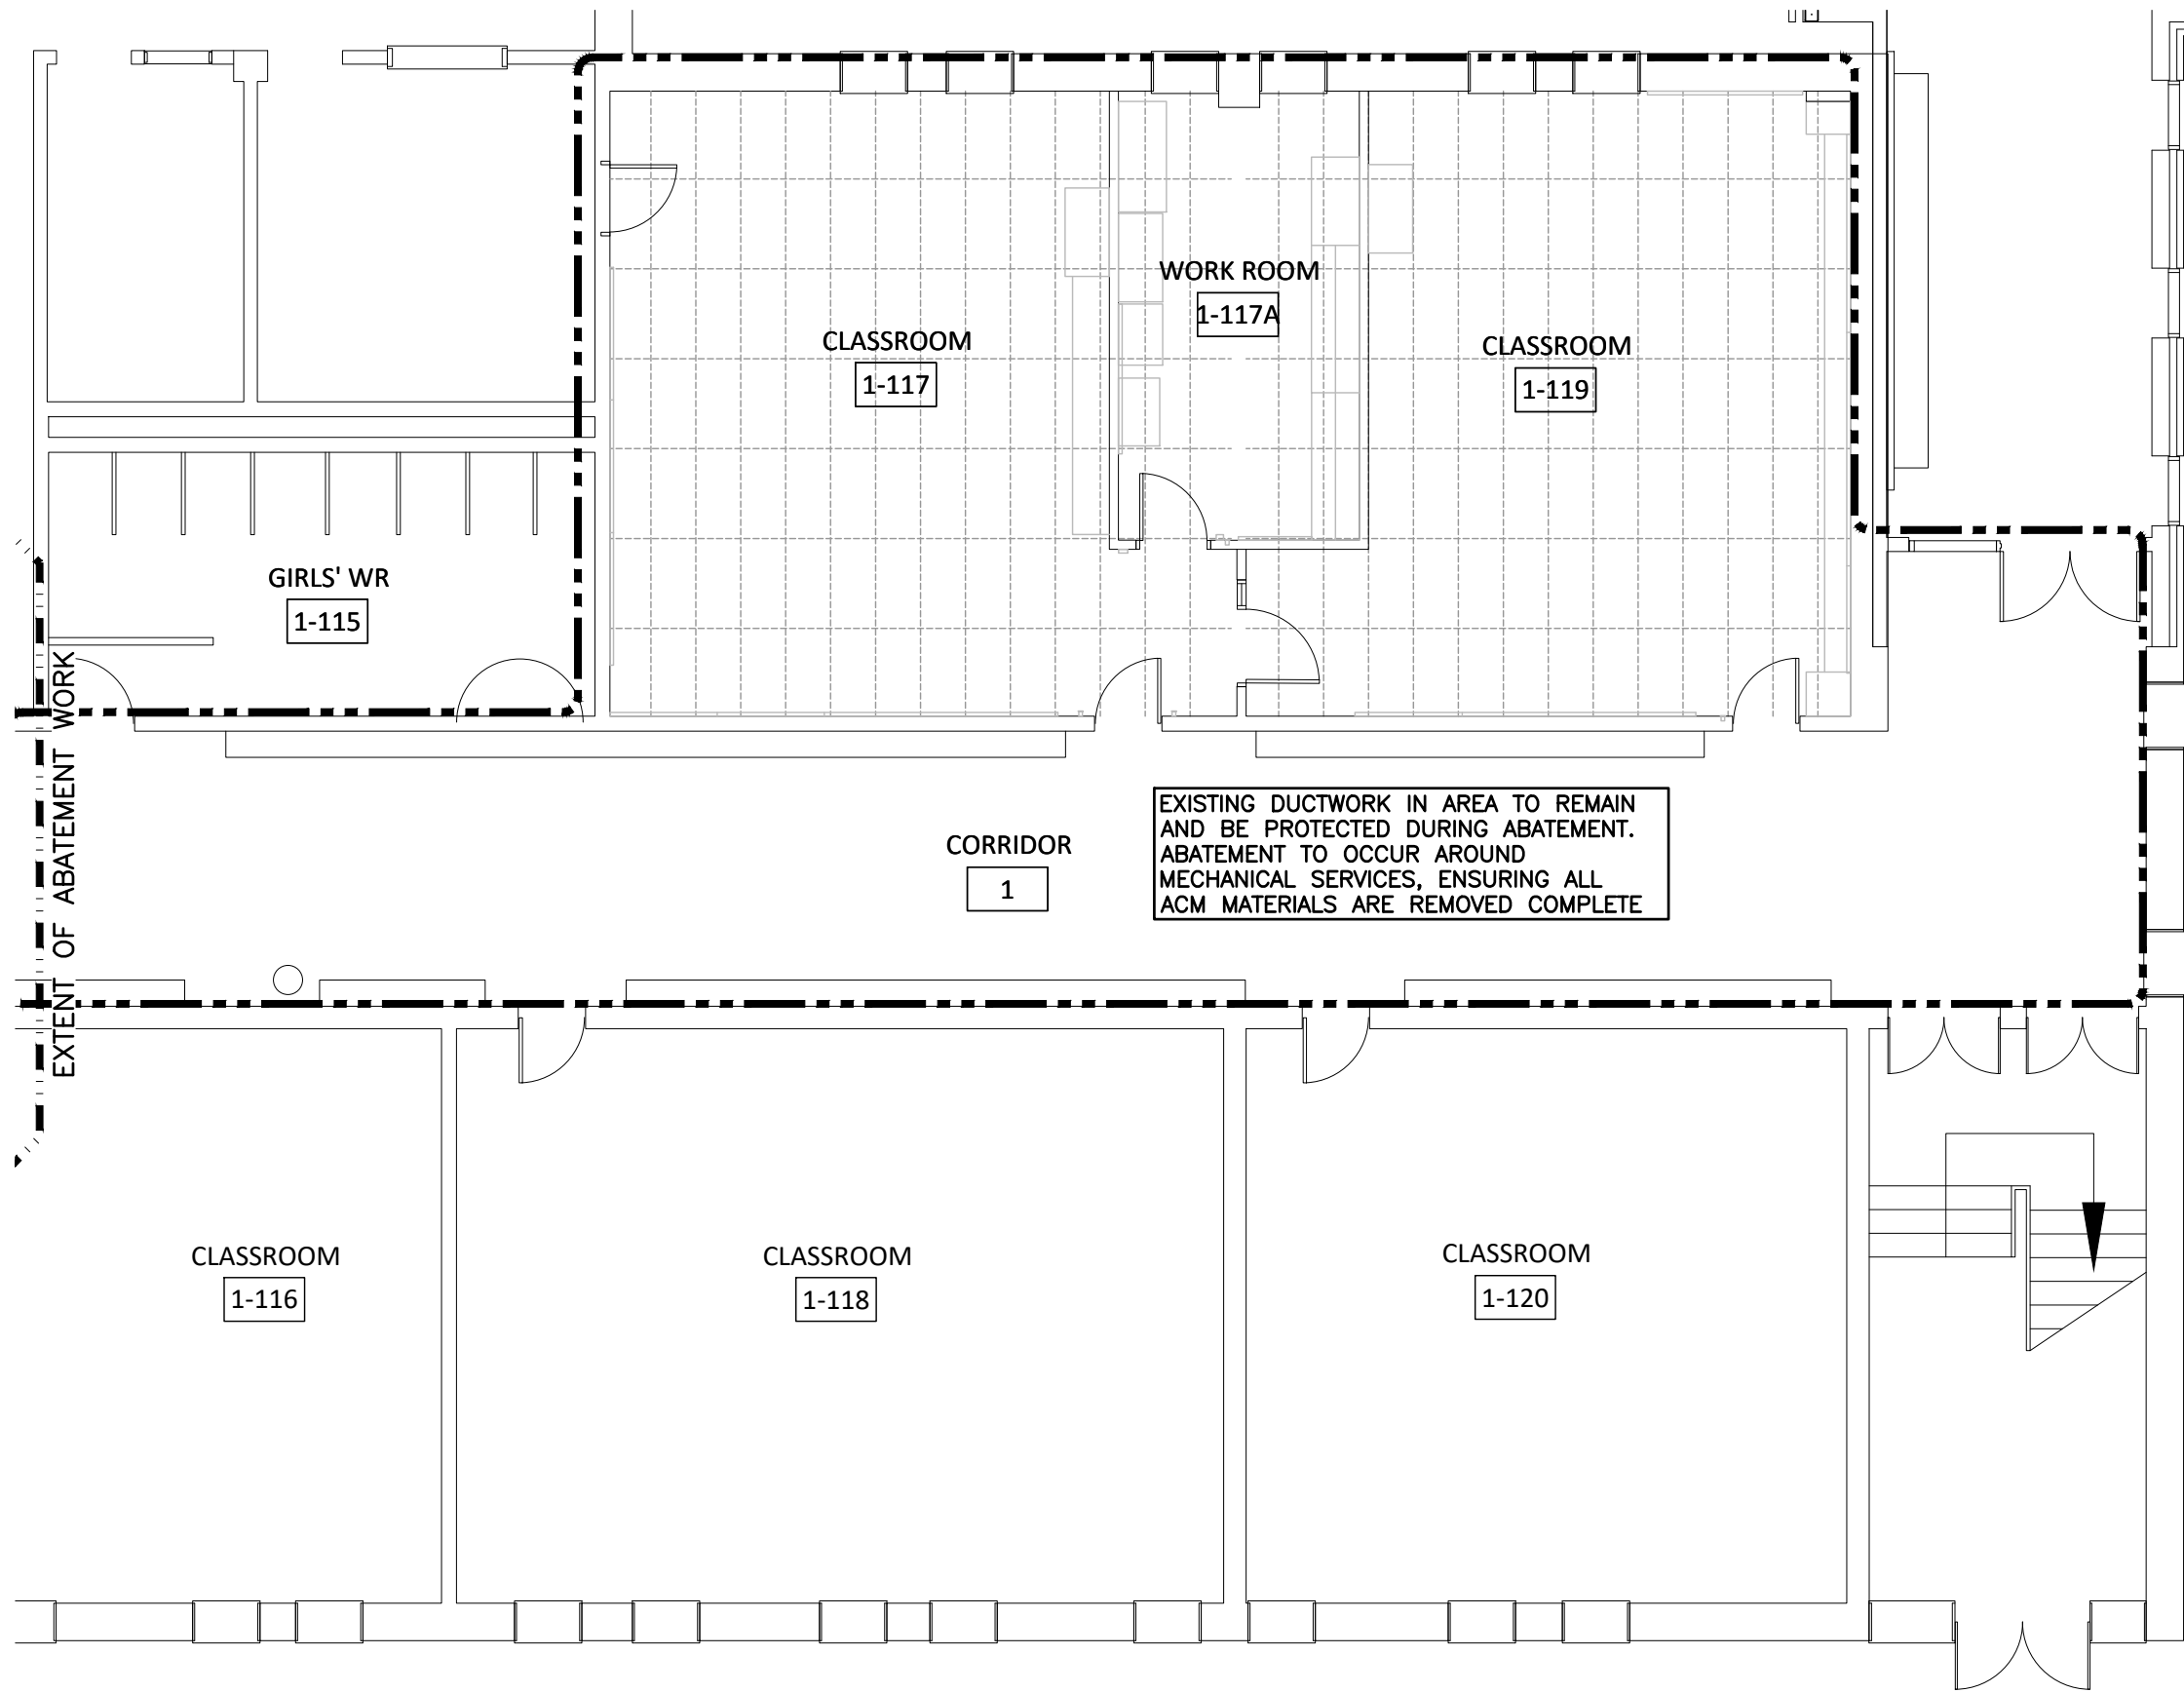 WORK ROOM
1-117A
CLASSROOM
1-117
CLASSROOM
1-119
GIRLS' WR
1-115
EXTENT OF ABATEMENT WORK
CORRIDOR
1
EXISTING DUCTWORK IN AREA TO REMAIN
AND BE PROTECTED DURING ABATEMENT.
ABATEMENT TO OCCUR AROUND
MECHANICAL SERVICES, ENSURING ALL
ACM MATERIALS ARE REMOVED COMPLETE
CLASSROOM
1-116
CLASSROOM
1-118
CLASSROOM
1-120